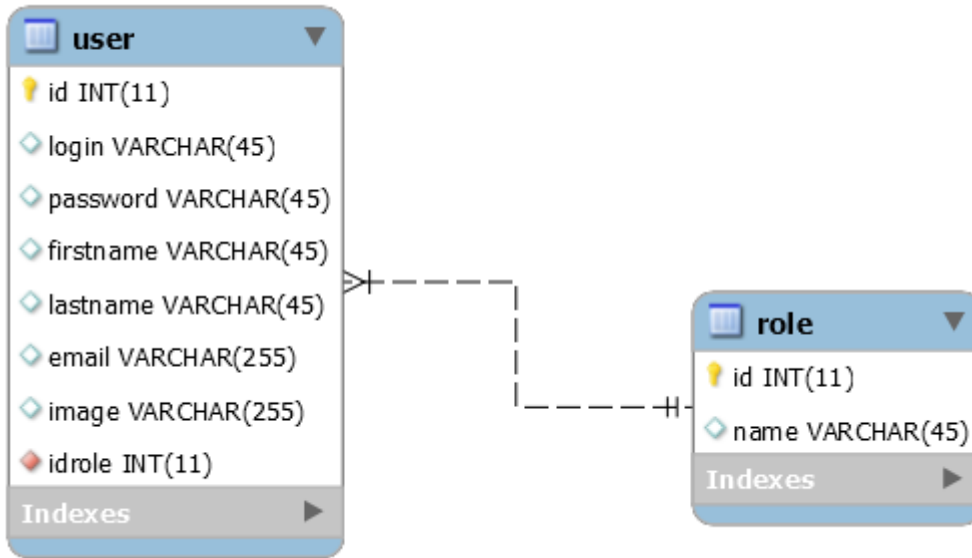 user
id INT(11)
login VARCHAR(45)
password VARCHAR(45)
firstname VARCHAR(45)
lastname VARCHAR(45)
email VARCHAR(255)
image VARCHAR(255)
idrole INT(11)
Indexes
role
id INT(11)
name VARCHAR(45)
Indexes